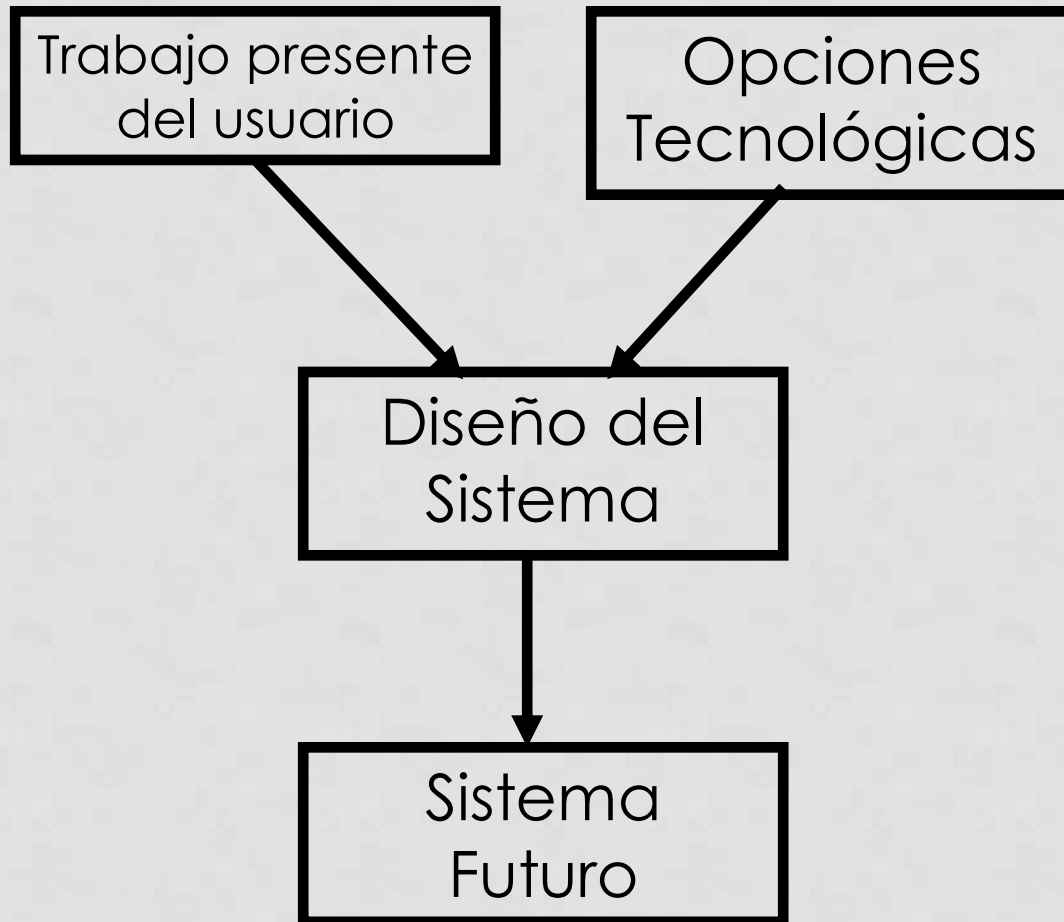 Trabajo presente
del usuario
Opciones
Tecnológicas
Diseño del
Sistema
Sistema
Futuro